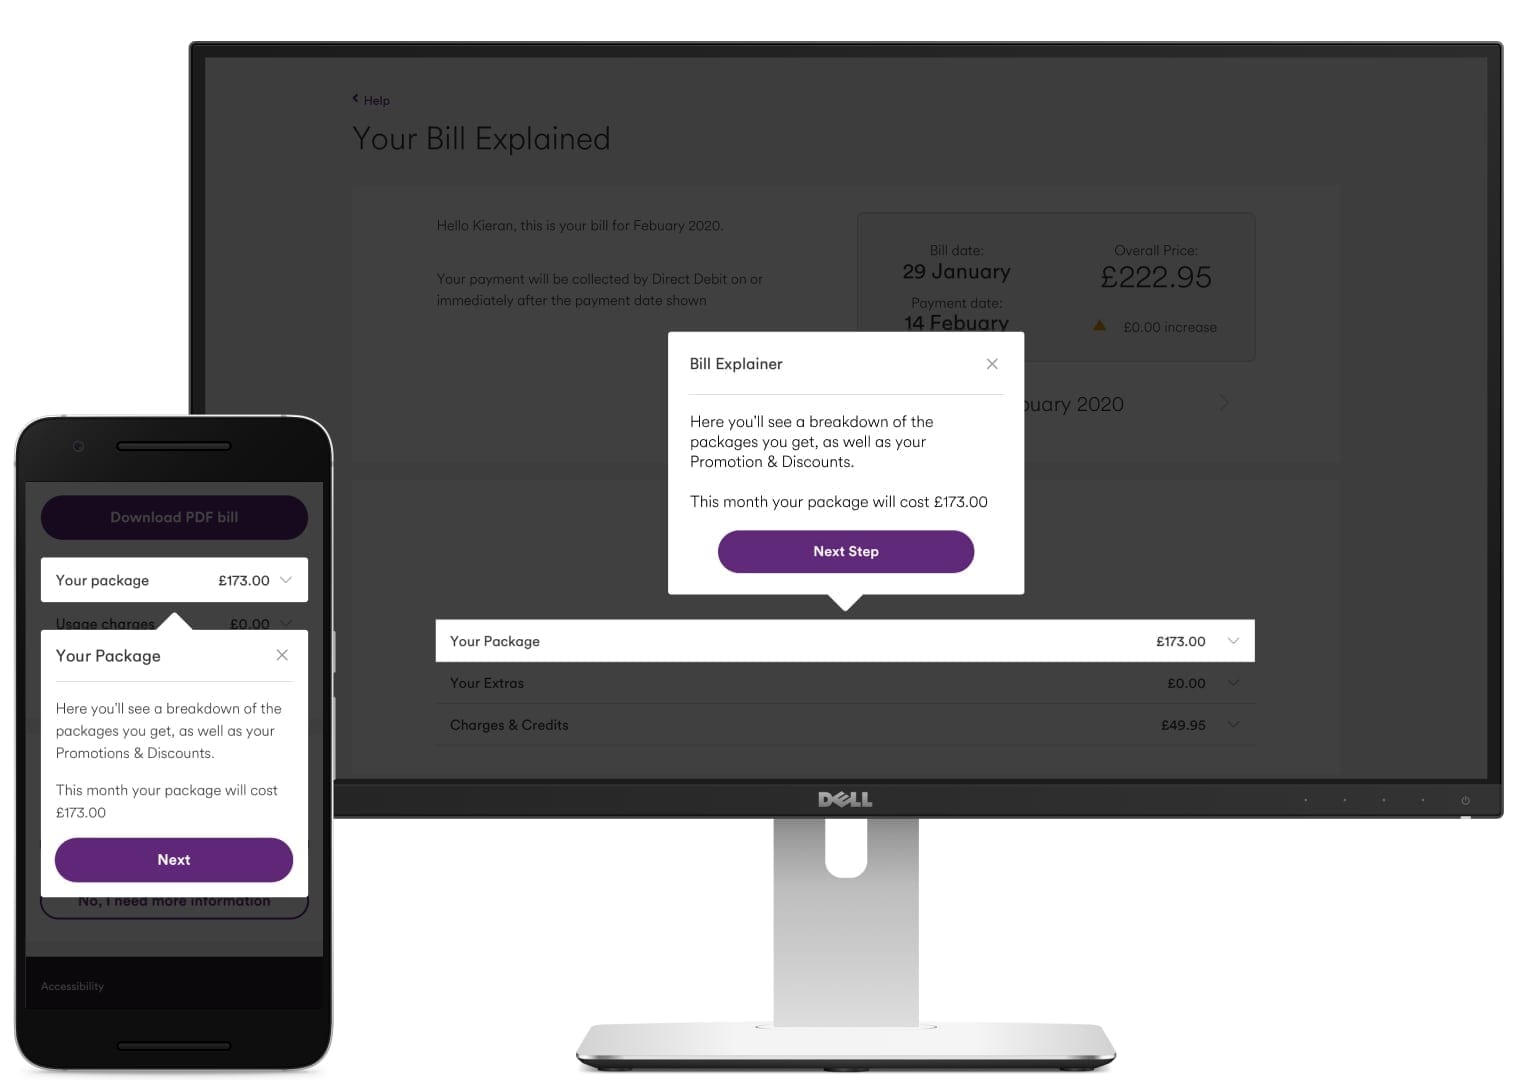 Help
Your Bill Explained
Hello Kieran, this is your bill for Febuary 2020.
Your payment will be collected by Direct Debit on or
immediately after the payment date shown
Bill date:
29 January
Payment date:
14 Febuary
Overall Price:
£222.95
£0.00 increase
buary 2020
Bill Explainer
Here you'll see a breakdown of the
packages you get, as well as your
Promotion & Discounts.
This month your package will cost £173.00
Next Step
Your Package £173.00
Your Extras £0.00
Charges & Credits £49.95
DELL
Download PDF bill
Your package £173.00
Usage charges £0.00
Your Package
Here you'll see a breakdown of the
packages you get, as well as your
Promotions & Discounts.
This month your package will cost
£173.00
Next
No, I need more information
Accessibility